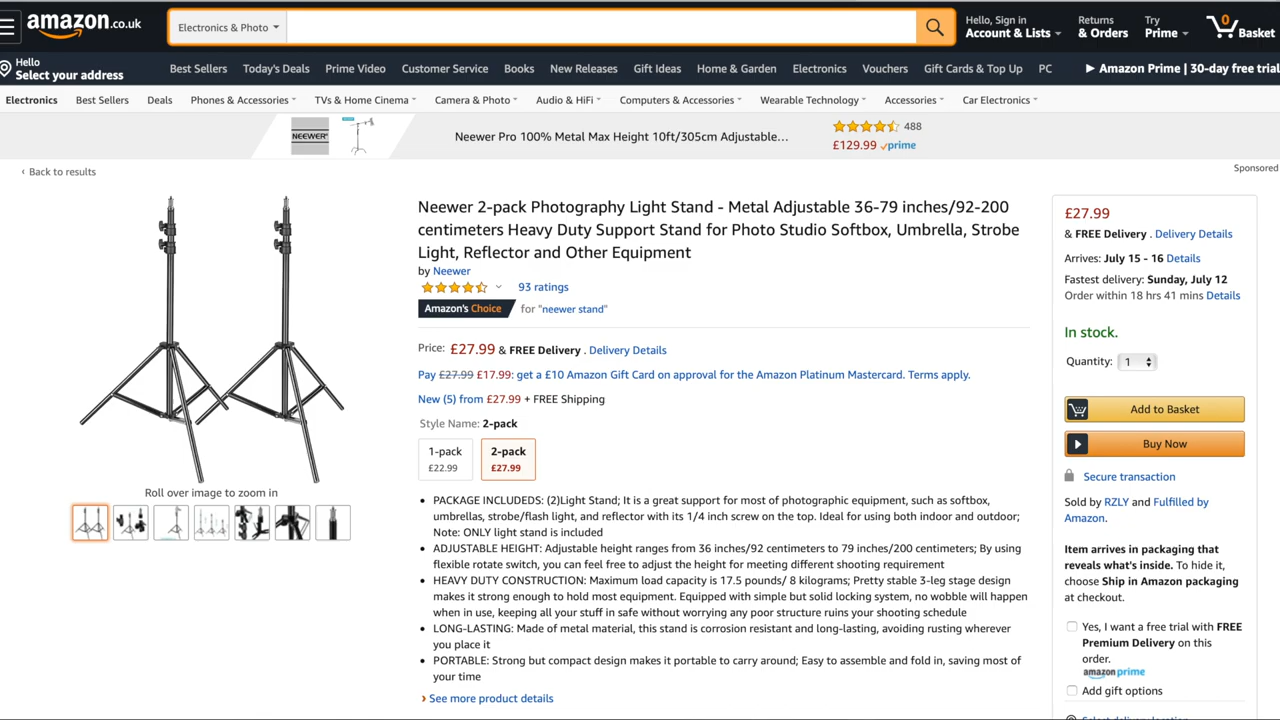 amazon.co.uk
Electronics & Photo
Hello, Sign in
Account & Lists
Returns
& Orders
Try
Prime
0
Basket
Hello
Select your address
Best Sellers
Today's Deals
Prime Video
Customer Service
Books
New Releases
Gift Ideas
Home & Garden
Electronics
Vouchers
Gift Cards & Top Up
PC
Amazon Prime | 30-day free trial
Electronics
Best Sellers
Deals
Phones & Accessories
TVs & Home Cinema
Camera & Photo
Audio & HiFi
Computers & Accessories
Wearable Technology
Accessories
Car Electronics
NEEWER
Neewer Pro 100% Metal Max Height 10ft/305cm Adjustable...
488
£129.99 prime
‹ Back to results
Sponsored
Roll over image to zoom in
Neewer 2-pack Photography Light Stand - Metal Adjustable 36-79 inches/92-200
centimeters Heavy Duty Support Stand for Photo Studio Softbox, Umbrella, Strobe
Light, Reflector and Other Equipment
by Neewer
93 ratings
Amazon's Choice for "neewer stand"
Price: £27.99 & FREE Delivery . Delivery Details
Pay £27.99 £17.99: get a £10 Amazon Gift Card on approval for the Amazon Platinum Mastercard. Terms apply.
New (5) from £27.99 + FREE Shipping
Style Name: 2-pack
1-pack
£22.99
2-pack
£27.99
• PACKAGE INCLUDEDS: (2)Light Stand; It is a great support for most of photographic equipment, such as softbox,
umbrellas, strobe/flash light, and reflector with its 1/4 inch screw on the top. Ideal for using both indoor and outdoor;
Note: ONLY light stand is included
• ADJUSTABLE HEIGHT: Adjustable height ranges from 36 inches/92 centimeters to 79 inches/200 centimeters; By using
flexible rotate switch, you can feel free to adjust the height for meeting different shooting requirement
• HEAVY DUTY CONSTRUCTION: Maximum load capacity is 17.5 pounds/ 8 kilograms; Pretty stable 3-leg stage design
makes it strong enough to hold most equipment. Equipped with simple but solid locking system, no wobble will happen
when in use, keeping all your stuff in safe without worrying any poor structure ruins your shooting schedule
• LONG-LASTING: Made of metal material, this stand is corrosion resistant and long-lasting, avoiding rusting wherever
you place it
• PORTABLE: Strong but compact design makes it portable to carry around; Easy to assemble and fold in, saving most of
your time
› See more product details
£27.99
& FREE Delivery . Delivery Details
Arrives: July 15 - 16 Details
Fastest delivery: Sunday, July 12
Order within 18 hrs 41 mins Details
In stock.
Quantity: 1
Add to Basket
Buy Now
Secure transaction
Sold by RZLY and Fulfilled by
Amazon.
Item arrives in packaging that
reveals what's inside. To hide it,
choose Ship in Amazon packaging
at checkout.
Yes, I want a free trial with FREE
Premium Delivery on this
order.
amazon prime
Add gift options
Select delivery location